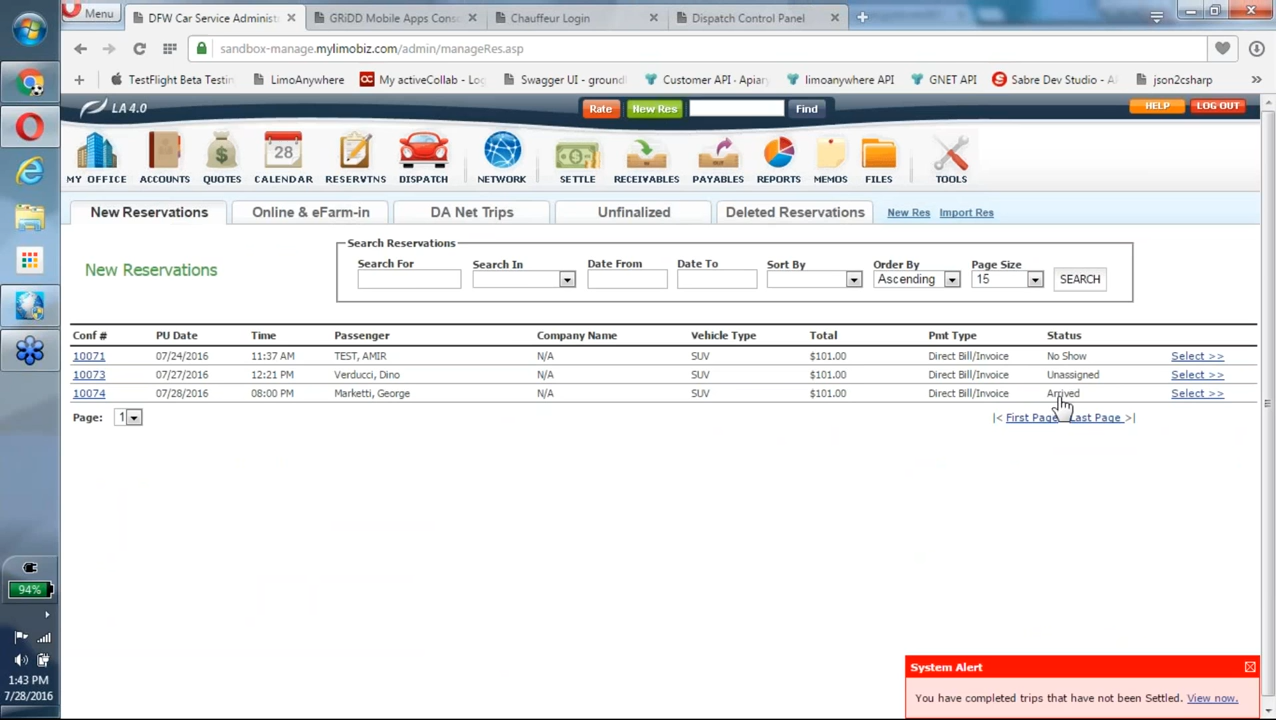 Menu
DFW Car Service Administ
GRiDD Mobile Apps Cons
Chauffeur Login
Dispatch Control Panel
sandbox-manage.mylimobiz.com/admin/manageRes.asp
TestFlight Beta Testin
LimoAnywhere
My activeCollab - Lo
Swagger UI - ground
Customer API · Apiary
limoanywhere API
GNET API
Sabre Dev Studio - A
json2csharp
LA 4.0
Rate
New Res
Find
HELP
LOG OUT
MY OFFICE
ACCOUNTS
QUOTES
28
CALENDAR
RESERVTNS
DISPATCH
NETWORK
SETTLE
RECEIVABLES
PAYABLES
REPORTS
MEMOS
FILES
TOOLS
New Reservations
Online & eFarm-in
DA Net Trips
Unfinalized
Deleted Reservations
New Res
Import Res
New Reservations
Search Reservations
Search For
Search In
Date From
Date To
Sort By
Order By
Page Size
Ascending
15
SEARCH
Conf # PU Date Time Passenger Company Name Vehicle Type Total Pmt Type Status
10071 07/24/2016 11:37 AM TEST, AMIR N/A SUV $101.00 Direct Bill/Invoice No Show Select >>
10073 07/27/2016 12:21 PM Verducci, Dino N/A SUV $101.00 Direct Bill/Invoice Unassigned Select >>
10074 07/28/2016 08:00 PM Marketti, George N/A SUV $101.00 Direct Bill/Invoice Arrived Select >>
Page: 1
|< First Page Last Page >|
94%
1:43 PM
7/28/2016
System Alert
You have completed trips that have not been Settled. View now.